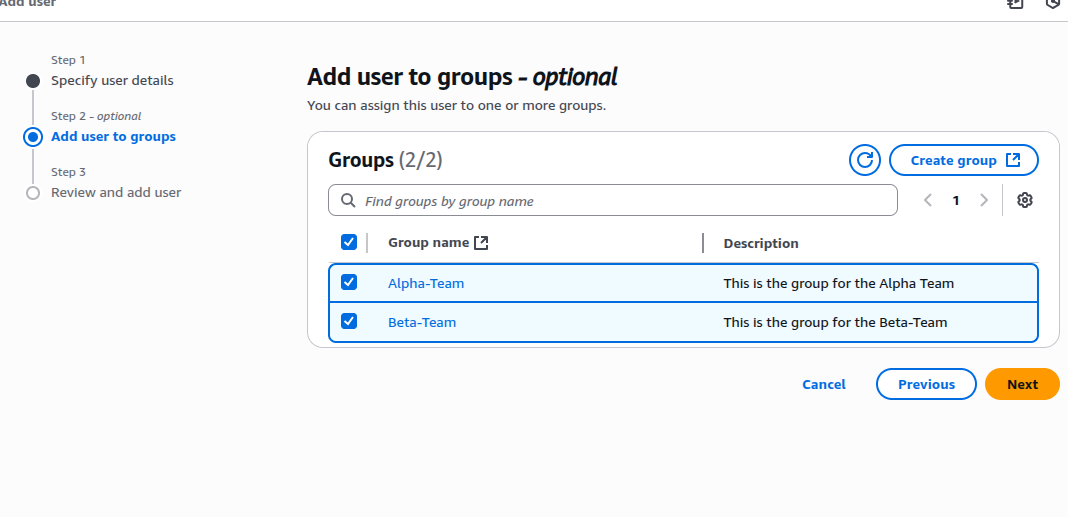 Add user
Step 1
Specify user details
Step 2 – optional
Add user to groups
Step 3
Review and add user
Add user to groups – optional
You can assign this user to one or more groups.
Groups (2/2)
Create group
Find groups by group name
1
Group name
Description
Alpha-Team
This is the group for the Alpha Team
Beta-Team
This is the group for the Beta-Team
Cancel
Previous
Next